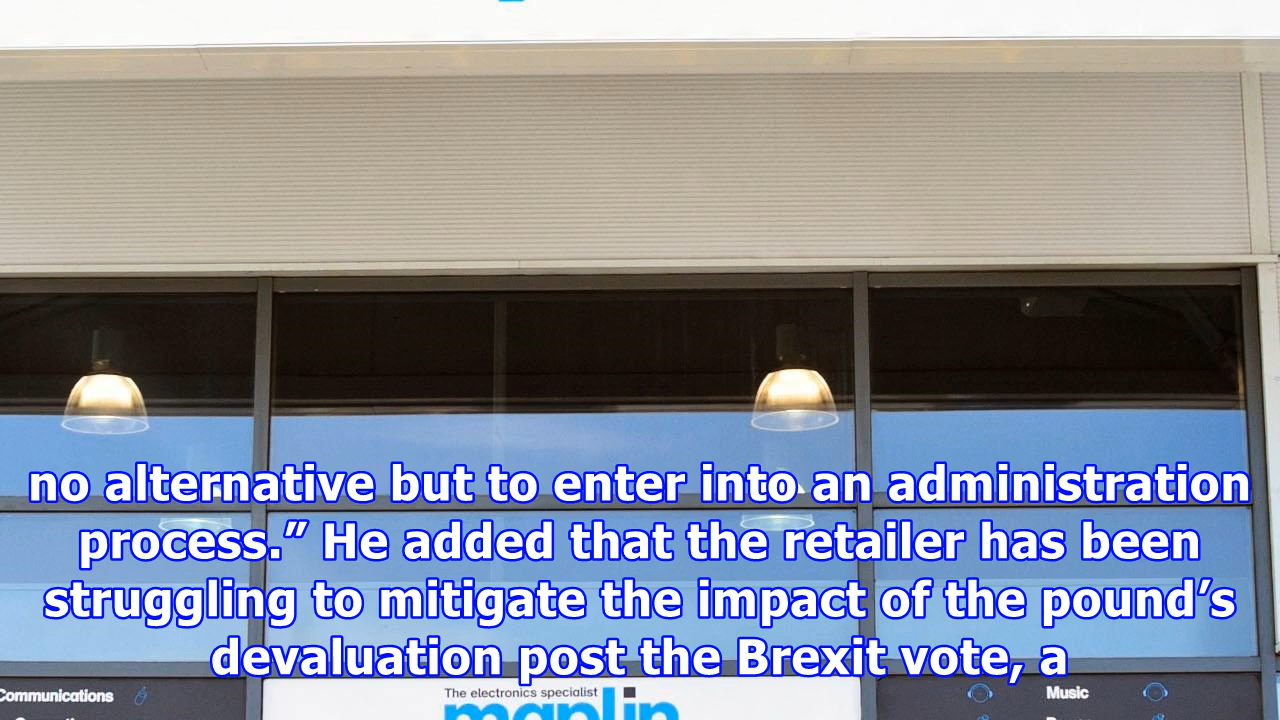 no alternative but to enter into an administration
process.” He added that the retailer has been
struggling to mitigate the impact of the pound’s
devaluation post the Brexit vote, a
The electronics specialist
maplin
Communications
Music